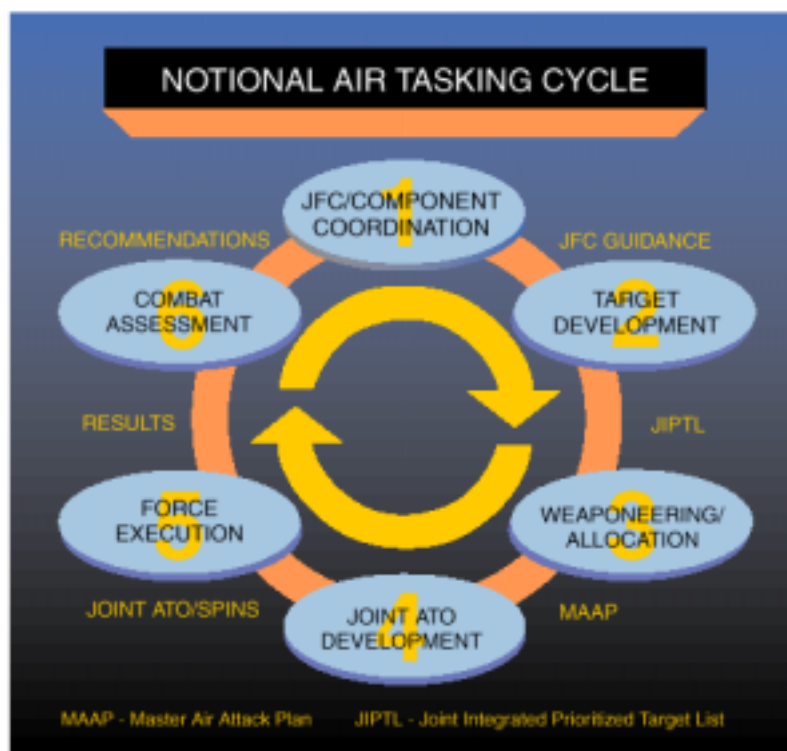 NOTIONAL AIR TASKING CYCLE
1
JFC/COMPONENT
COORDINATION
RECOMMENDATIONS
JFC GUIDANCE
6
COMBAT
ASSESSMENT
2
TARGET
DEVELOPMENT
RESULTS
JIPTL
5
FORCE
EXECUTION
3
WEAPONEERING/
ALLOCATION
JOINT ATO/SPINS
MAAP
4
JOINT ATO
DEVELOPMENT
MAAP - Master Air Attack Plan
JIPTL - Joint Integrated Prioritized Target List